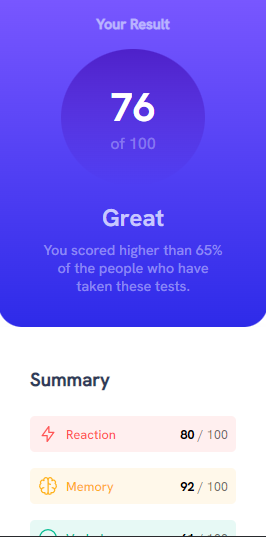 Your Result
76
of 100
Great
You scored higher than 65%
of the people who have
taken these tests.
Summary
Reaction 80 / 100
Memory 92 / 100